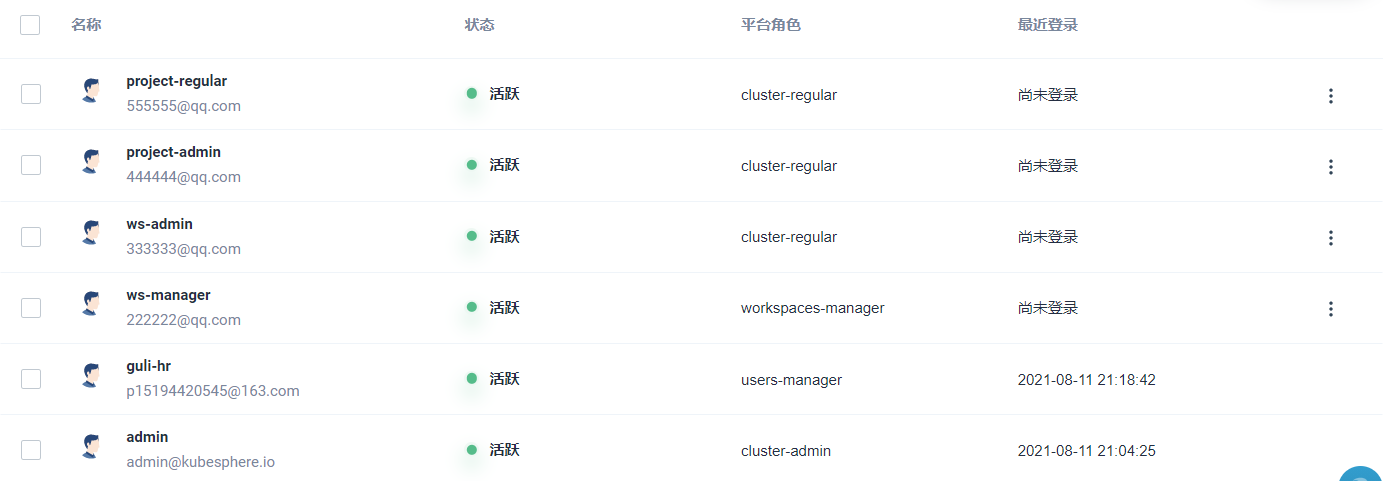 名称 状态 平台角色 最近登录
project-regular
555555@qq.com
活跃 cluster-regular 尚未登录
project-admin
444444@qq.com
活跃 cluster-regular 尚未登录
ws-admin
333333@qq.com
活跃 cluster-regular 尚未登录
ws-manager
222222@qq.com
活跃 workspaces-manager 尚未登录
guli-hr
p15194420545@163.com
活跃 users-manager 2021-08-11 21:18:42
admin
admin@kubesphere.io
活跃 cluster-admin 2021-08-11 21:04:25